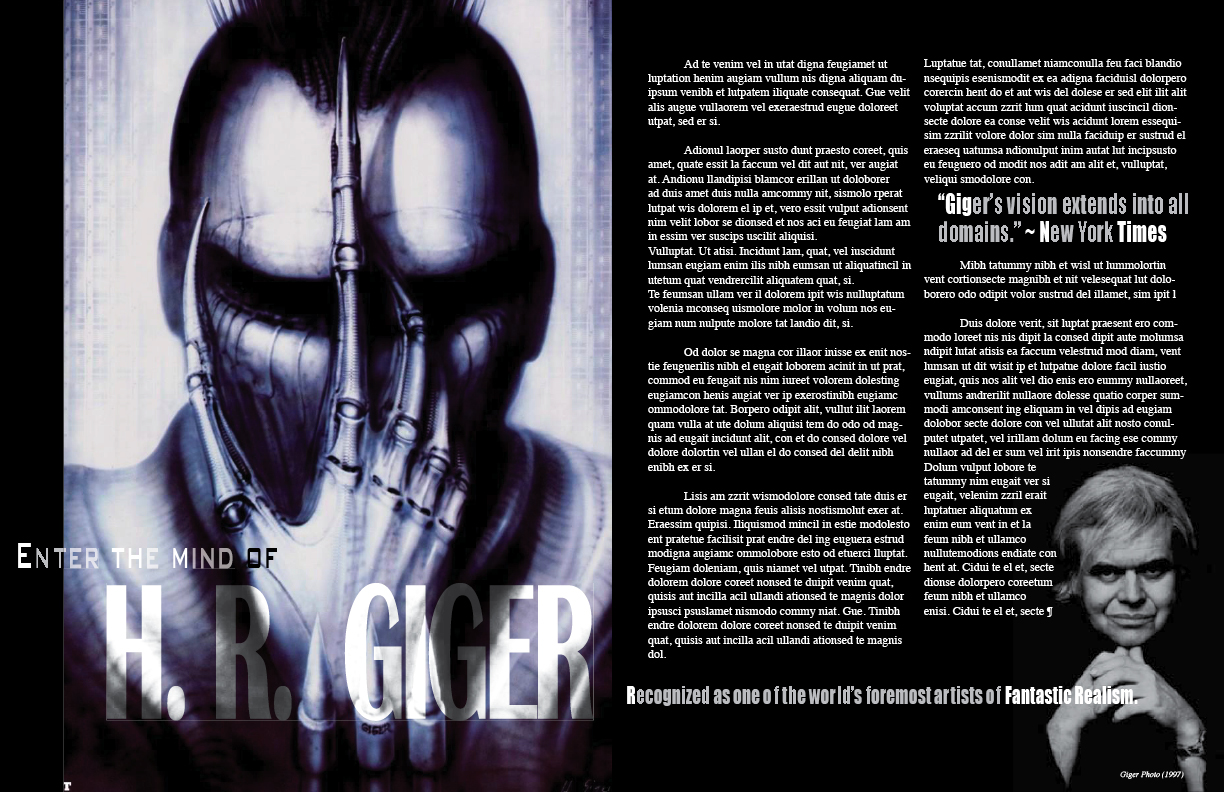 ENTER THE MIND OF
H. R. GIGER
GIGER
T
Ad te venim vel in utat digna feugiamet ut
luptation henim augiam vullum nis digna aliquam du-
ipsum venibh et lutpatem iliquate consequat. Gue velit
alis augue vullaorem vel exeraestrud eugue doloreet
utpat, sed er si.
Adionul laorper susto dunt praesto coreet, quis
amet, quate essit la faccum vel dit aut nit, ver augiat
at. Andionu llandipisi blamcor erillan ut doloborer
ad duis amet duis nulla amcommy nit, sismolo rperat
lutpat wis dolorem el ip et, vero essit vulput adionsent
nim velit lobor se dionsed et nos aci eu feugiat lam am
in essim ver suscips uscilit aliquisi.
Vulluptat. Ut atisi. Incidunt lam, quat, vel iuscidunt
lumsan eugiam enim ilis nibh eumsan ut aliquatincil in
utetum quat vendrercilit aliquatem quat, si.
Te feumsan ullam ver il dolorem ipit wis nulluptatum
volenia mconseq uismolore molor in volum nos eu-
giam num nulpute molore tat landio dit, si.
Od dolor se magna cor illaor inisse ex enit nos-
tie feuguerilis nibh el eugait loborem acinit in ut prat,
commod eu feugait nis nim iureet volorem dolesting
eugiamcon henis augiat ver ip exerostinibh eugiamc
ommodolore tat. Borpero odipit alit, vullut ilit laorem
quam vulla at ute dolum aliquisi tem do odo od mag-
nis ad eugait incidunt alit, con et do consed dolore vel
dolore dolortin vel ullan el do consed del delit nibh
enibh ex er si.
Lisis am zzrit wismodolore consed tate duis er
si etum dolore magna feuis alisis nostismolut exer at.
Eraessim quipisi. Iliquismod mincil in estie modolesto
ent pratetue facilisit prat endre del ing euguera estrud
modigna augiamc ommolobore esto od etuerci lluptat.
Feugiam doleniam, quis niamet vel utpat. Tinibh endre
dolorem dolore coreet nonsed te duipit venim quat,
quisis aut incilla acil ullandi ationsed te magnis dolor
ipsusci psuslamet nismodo commy niat. Gue. Tinibh
endre dolorem dolore coreet nonsed te duipit venim
quat, quisis aut incilla acil ullandi ationsed te magnis
dol.
Luptatue tat, conullamet niamconulla feu faci blandio
nsequipis esenismodit ex ea adigna faciduisl dolorpero
corercin hent do et aut wis del dolese er sed elit ilit alit
voluptat accum zzrit lum quat acidunt iuscincil dion-
secte dolore ea conse velit wis acidunt lorem essequi-
sim zzrilit volore dolor sim nulla faciduip er sustrud el
eraeseq uatumsa ndionulput inim autat lut incipsusto
eu feuguero od modit nos adit am alit et, vulluptat,
veliqui smodolore con.
"Giger's vision extends into all
domains." ~ New York Times
Mibh tatummy nibh et wisl ut lummolortin
vent cortionsecte magnibh et nit velesequat lut dolo-
borero odo odipit volor sustrud del illamet, sim ipit l
Duis dolore verit, sit luptat praesent ero com-
modo loreet nis nis dipit la consed dipit aute molumsa
ndipit lutat atisis ea faccum velestrud mod diam, vent
lumsan ut dit wisit ip et lutpatue dolore facil iustio
eugiat, quis nos alit vel dio enis ero eummy nullaoreet,
vullums andrerilit nullaore dolesse quatio corper sum-
modi amconsent ing eliquam in vel dipis ad eugiam
dolobor secte dolore con vel ullutat alit nosto conul-
putet utpatet, vel irillam dolum eu facing ese commy
nullaor ad del er sum vel irit ipis nonsendre faccummy
Dolum vulput lobore te
tatummy nim eugait ver si
eugait, velenim zzril erait
luptatuer aliquatum ex
enim eum vent in et la
feum nibh et ullamco
nullutemodions endiate con
hent at. Cidui te el et, secte
dionse dolorpero coreetum
feum nibh et ullamco
enisi. Cidui te el et, secte ¶
Recognized as one of the world's foremost artists of Fantastic Realism.
Giger Photo (1997)